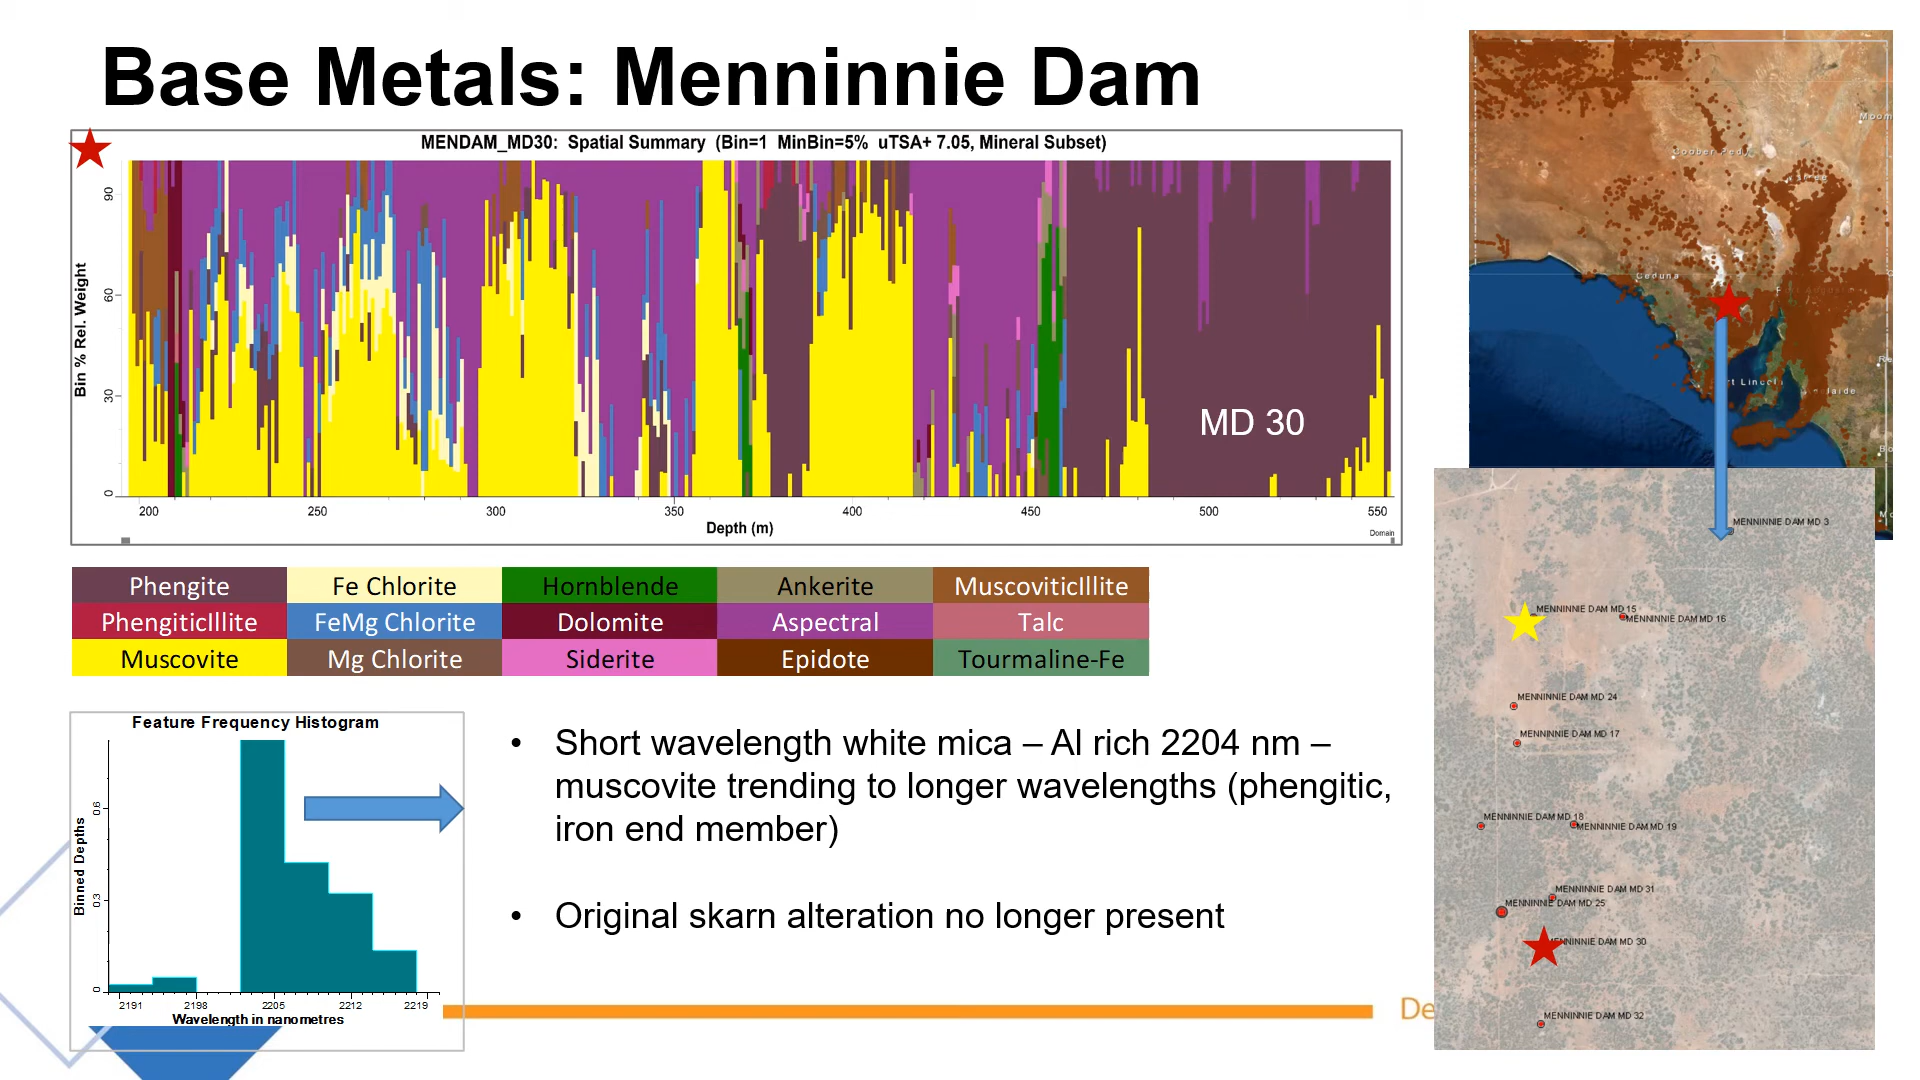 Base Metals: Menninnie Dam
MENDAM_MD30: Spatial Summary (Bin=1 MinBin=5% uTSA+ 7.05, Mineral Subset)
Bin % Rel. Weight
90
60
30
0
MD 30
200 250 300 350 400 450 500 550
Depth (m)
Domain
Phengite Fe Chlorite Hornblende Ankerite MuscoviticIllite
PhengiticIllite FeMg Chlorite Dolomite Aspectral Talc
Muscovite Mg Chlorite Siderite Epidote Tourmaline-Fe
Feature Frequency Histogram
Binned Depths
0.6
0.3
0
2191 2198 2205 2212 2219
Wavelength in nanometres
• Short wavelength white mica – Al rich 2204 nm –
muscovite trending to longer wavelengths (phengitic,
iron end member)
• Original skarn alteration no longer present
De
Coober Pedy
Ceduna
MENNINNIE DAM MD 3
MENNINNIE DAM MD 15
MENNINNIE DAM MD 16
MENNINNIE DAM MD 24
MENNINNIE DAM MD 17
MENNINNIE DAM MD 18
MENNINNIE DAM MD 19
MENNINNIE DAM MD 31
MENNINNIE DAM MD 25
ENNINNIE DAM MD 30
MENNINNIE DAM MD 32